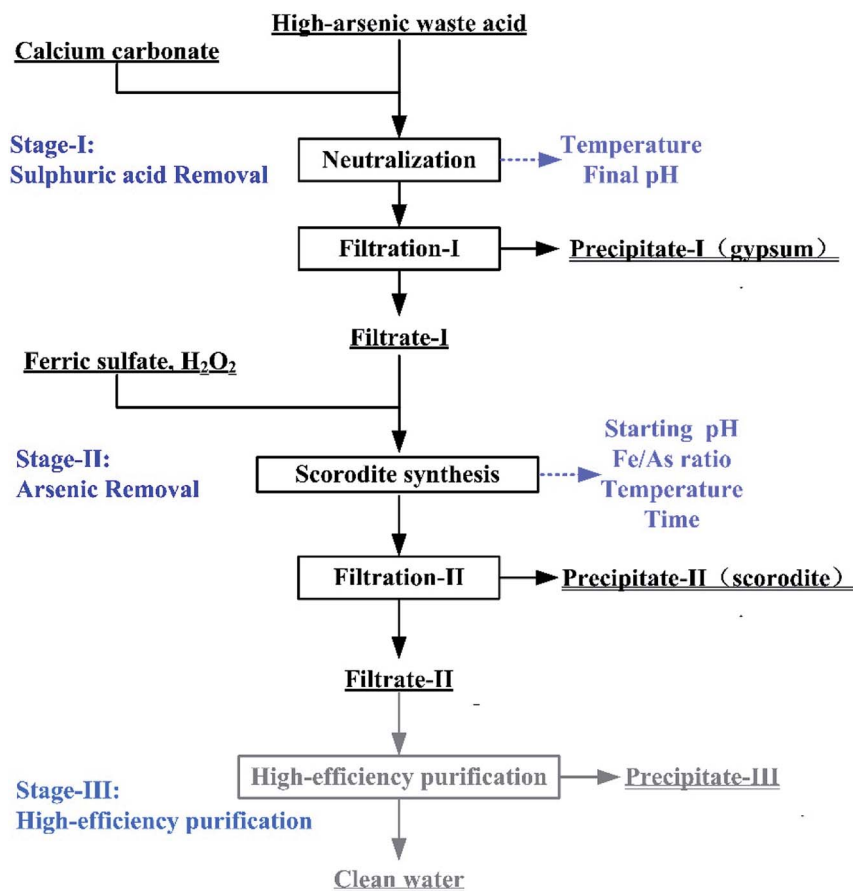 High-arsenic waste acid
Calcium carbonate
Stage-I:
Sulphuric acid Removal
Neutralization
Temperature
Final pH
Filtration-I
Precipitate-I（gypsum）
Filtrate-I
Ferric sulfate, H₂O₂
Stage-II:
Arsenic Removal
Scorodite synthesis
Starting pH
Fe/As ratio
Temperature
Time
Filtration-II
Precipitate-II（scorodite）
Filtrate-II
Stage-III:
High-efficiency purification
High-efficiency purification
Precipitate-III
Clean water